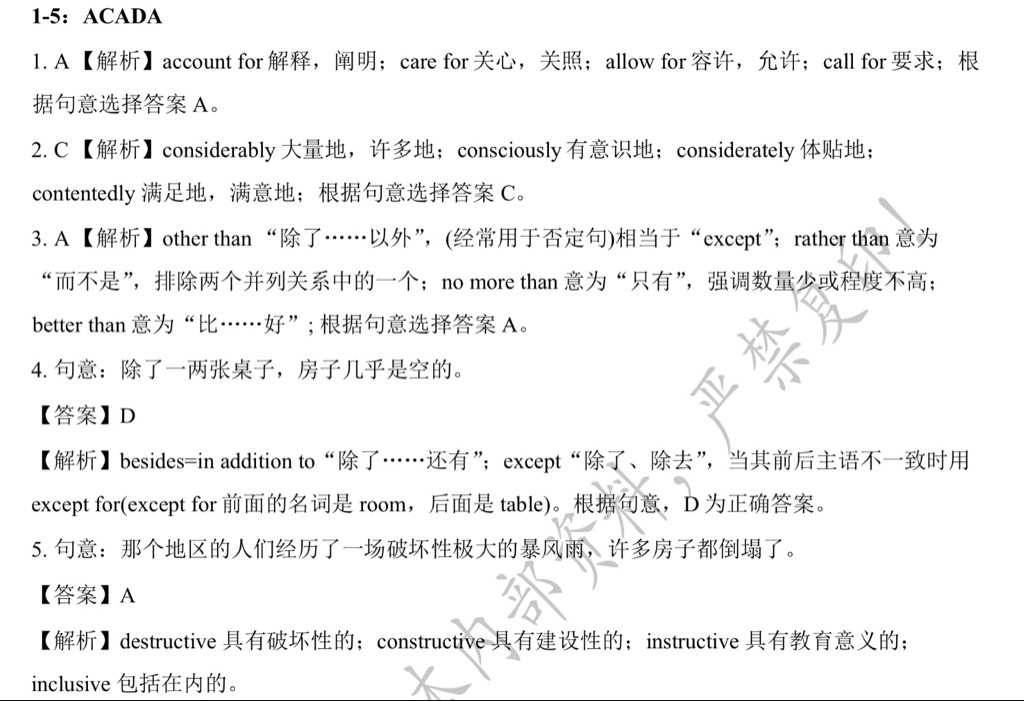 1-5：ACADA
1. A【解析】account for 解释，阐明；care for 关心，关照；allow for 容许，允许；call for 要求；根
据句意选择答案 A。
2. C【解析】considerably 大量地，许多地；consciously 有意识地；considerately 体贴地；
contentedly 满足地，满意地；根据句意选择答案 C。
3. A【解析】other than “除了……以外”，(经常用于否定句)相当于“except”；rather than 意为
“而不是”，排除两个并列关系中的一个；no more than 意为“只有”，强调数量少或程度不高；
better than 意为“比……好”；根据句意选择答案 A。
4. 句意：除了一两张桌子，房子几乎是空的。
【答案】D
【解析】besides=in addition to“除了……还有”；except“除了、除去”，当其前后主语不一致时用
except for(except for 前面的名词是 room，后面是 table)。根据句意，D 为正确答案。
5. 句意：那个地区的人们经历了一场破坏性极大的暴风雨，许多房子都倒塌了。
【答案】A
【解析】destructive 具有破坏性的；constructive 具有建设性的；instructive 具有教育意义的；
inclusive 包括在内的。
内部资料，严禁复印！